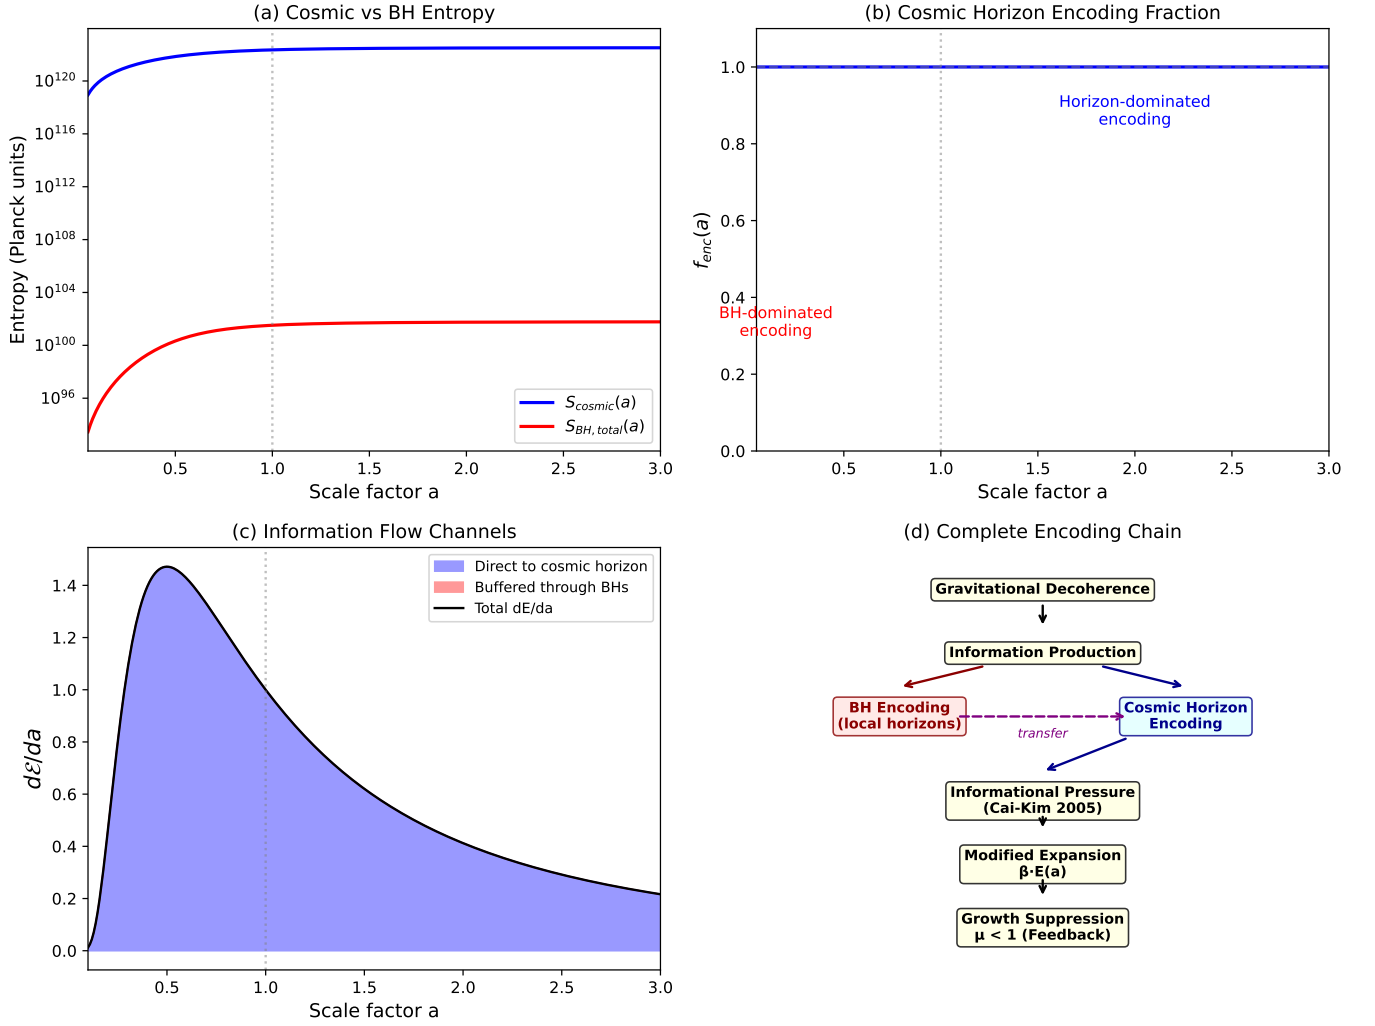 (a) Cosmic vs BH Entropy
Entropy (Planck units)
10^120
10^116
10^112
10^108
10^104
10^100
10^96
S_cosmic(a)
S_BH,total(a)
0.5 1.0 1.5 2.0 2.5 3.0
Scale factor a
(b) Cosmic Horizon Encoding Fraction
f_enc(a)
1.0
0.8
0.6
0.4
0.2
0.0
Horizon-dominated
encoding
BH-dominated
encoding
0.5 1.0 1.5 2.0 2.5 3.0
Scale factor a
(c) Information Flow Channels
dℰ/da
1.4
1.2
1.0
0.8
0.6
0.4
0.2
0.0
Direct to cosmic horizon
Buffered through BHs
Total dE/da
0.5 1.0 1.5 2.0 2.5 3.0
Scale factor a
(d) Complete Encoding Chain
Gravitational Decoherence
Information Production
BH Encoding
(local horizons)
transfer
Cosmic Horizon
Encoding
Informational Pressure
(Cai-Kim 2005)
Modified Expansion
β·E(a)
Growth Suppression
μ < 1 (Feedback)